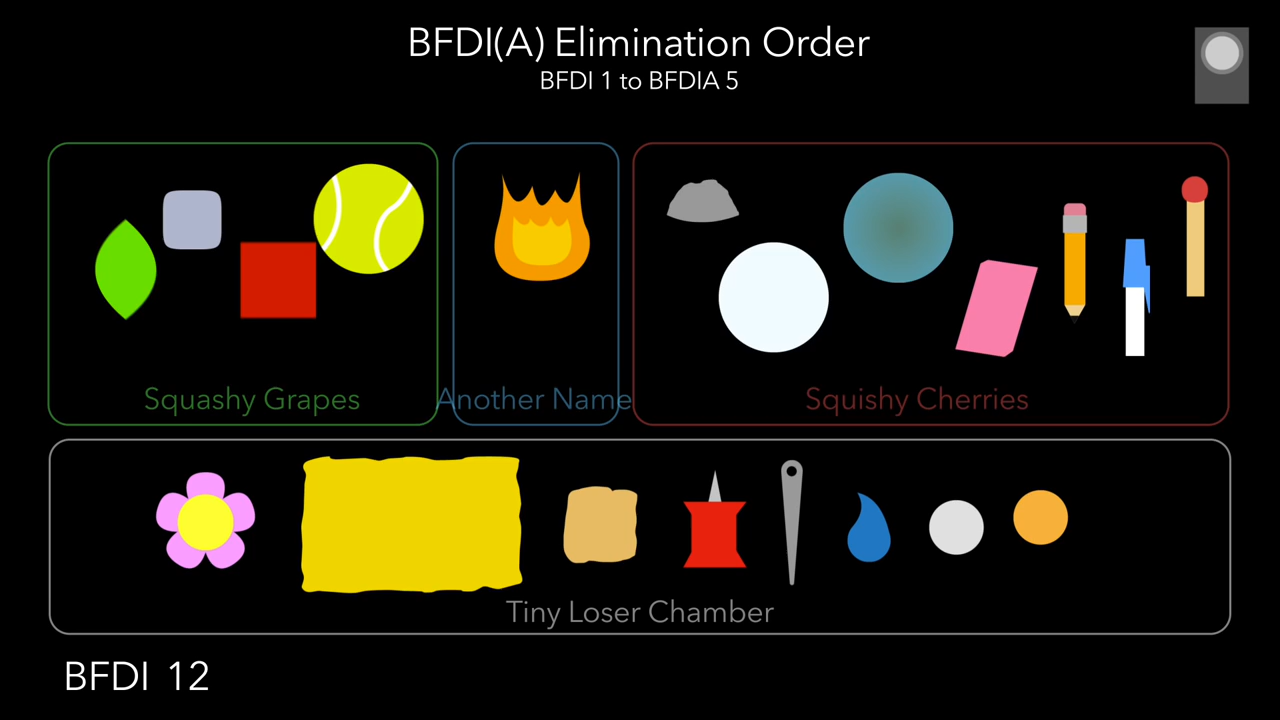 BFDI(A) Elimination Order
BFDI 1 to BFDIA 5
Squashy Grapes
Another Name
Squishy Cherries
Tiny Loser Chamber
BFDI 12